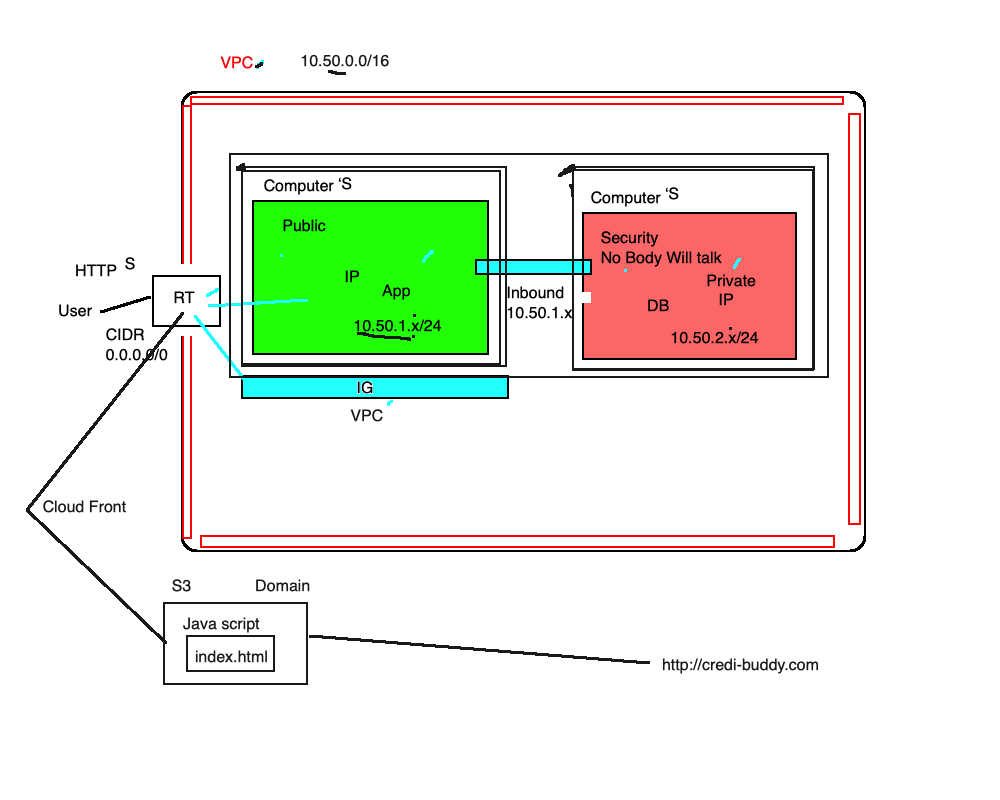 VPC 10.50.0.0/16
Computer ‘S
Public
IP
App
10.50.1.x/24
Computer ‘S
Security
No Body Will talk
Private
IP
DB
10.50.2.x/24
Inbound
10.50.1.x
HTTP S
RT
User
CIDR
0.0.0.0/0
IG
VPC
Cloud Front
S3 Domain
Java script
index.html
http://credi-buddy.com